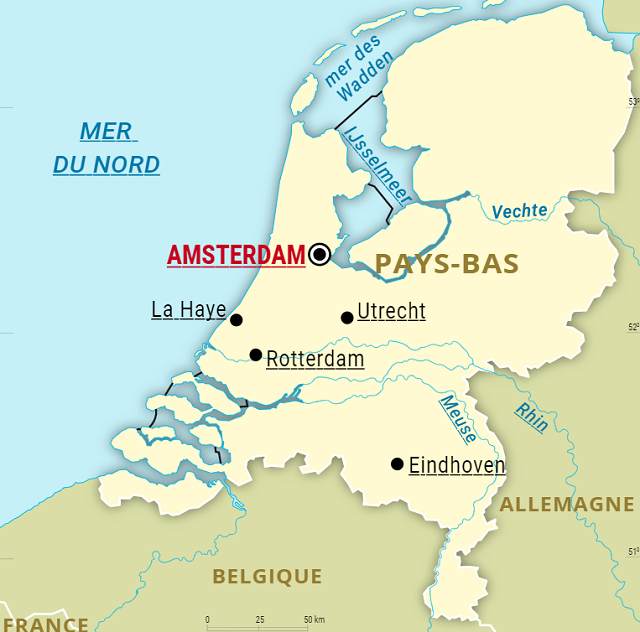 mer des
Wadden
53°
MER
DU NORD
IJsselmeer
Vechte
AMSTERDAM
PAYS-BAS
La Haye
Utrecht
52°
Rotterdam
Meuse
Rhin
Eindhoven
ALLEMAGNE
51°
BELGIQUE
FRANCE
0 25 50 km